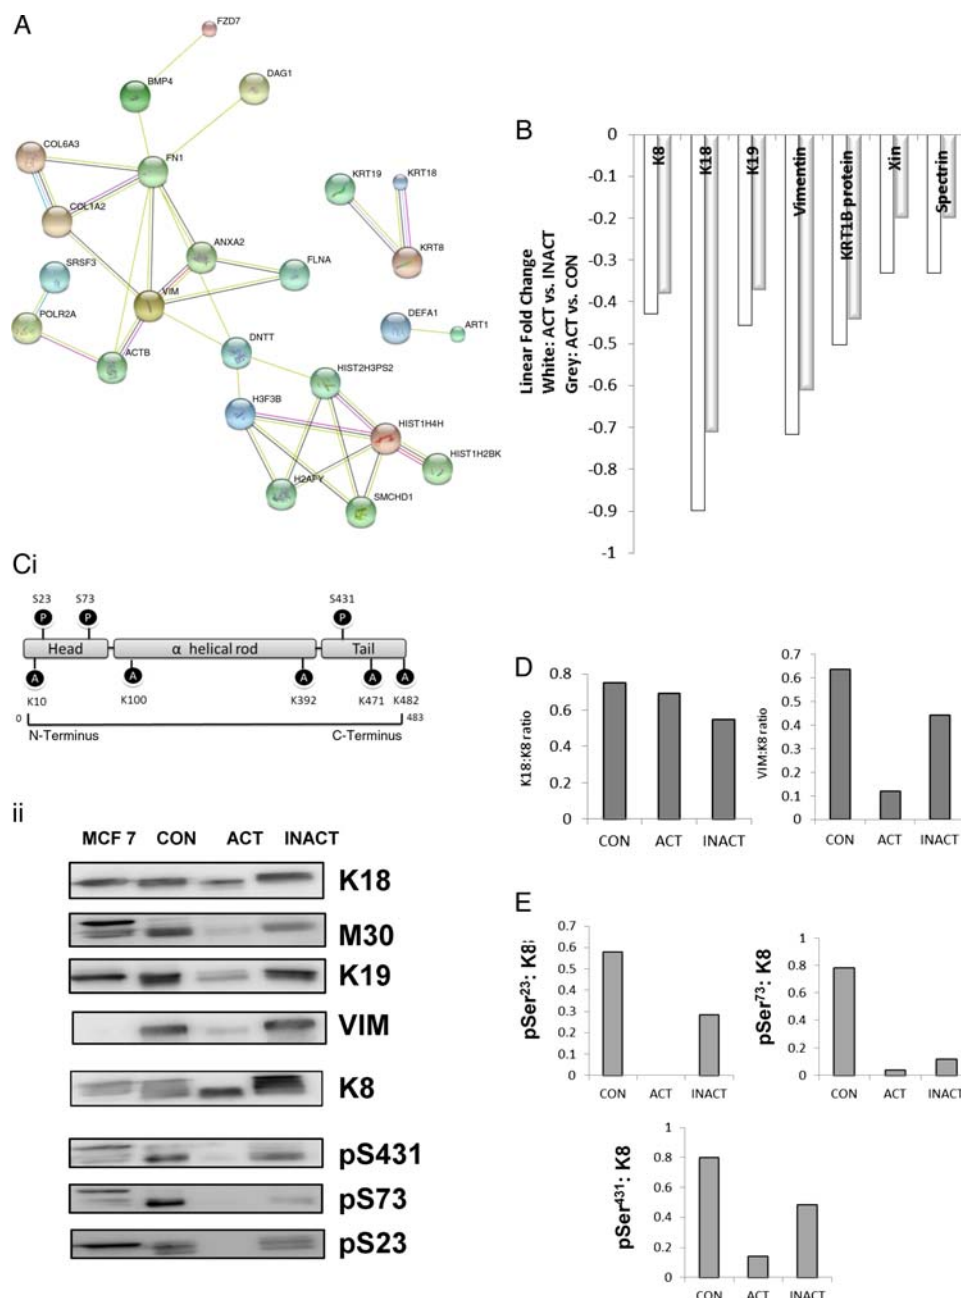 A
FZD7
BMP4
DAG1
COL6A3
FN1
COL1A2
KRT19
KRT18
ANXA2
KRT8
SRSF3
FLNA
VIM
POLR2A
DEFA1
ART1
ACTB
DNTT
HIST2H3PS2
H3F3B
HIST1H4H
HIST1H2BK
H2AFY
SMCHD1
B
Linear Fold Change
White: ACT vs. INACT
Grey: ACT vs. CON
0
-0.1
-0.2
-0.3
-0.4
-0.5
-0.6
-0.7
-0.8
-0.9
-1
K8
K18
K19
Vimentin
KRT1B protein
Xin
Spectrin
Ci
S23 S73 S431
P P P
Head α helical rod Tail
A A A A A
K10 K100 K392 K471 K482
0 483
N-Terminus C-Terminus
ii
MCF 7 CON ACT INACT
K18
M30
K19
VIM
K8
pS431
pS73
pS23
D
K18:K8 ratio
0.8
0.6
0.4
0.2
0
CON ACT INACT
VIM:K8 ratio
0.7
0.6
0.5
0.4
0.3
0.2
0.1
0
CON ACT INACT
E
pSer23: K8
0.7
0.6
0.5
0.4
0.3
0.2
0.1
0
CON ACT INACT
pSer73: K8
1
0.8
0.6
0.4
0.2
0
CON ACT INACT
pSer431: K8
1
0.8
0.6
0.4
0.2
0
CON ACT INACT